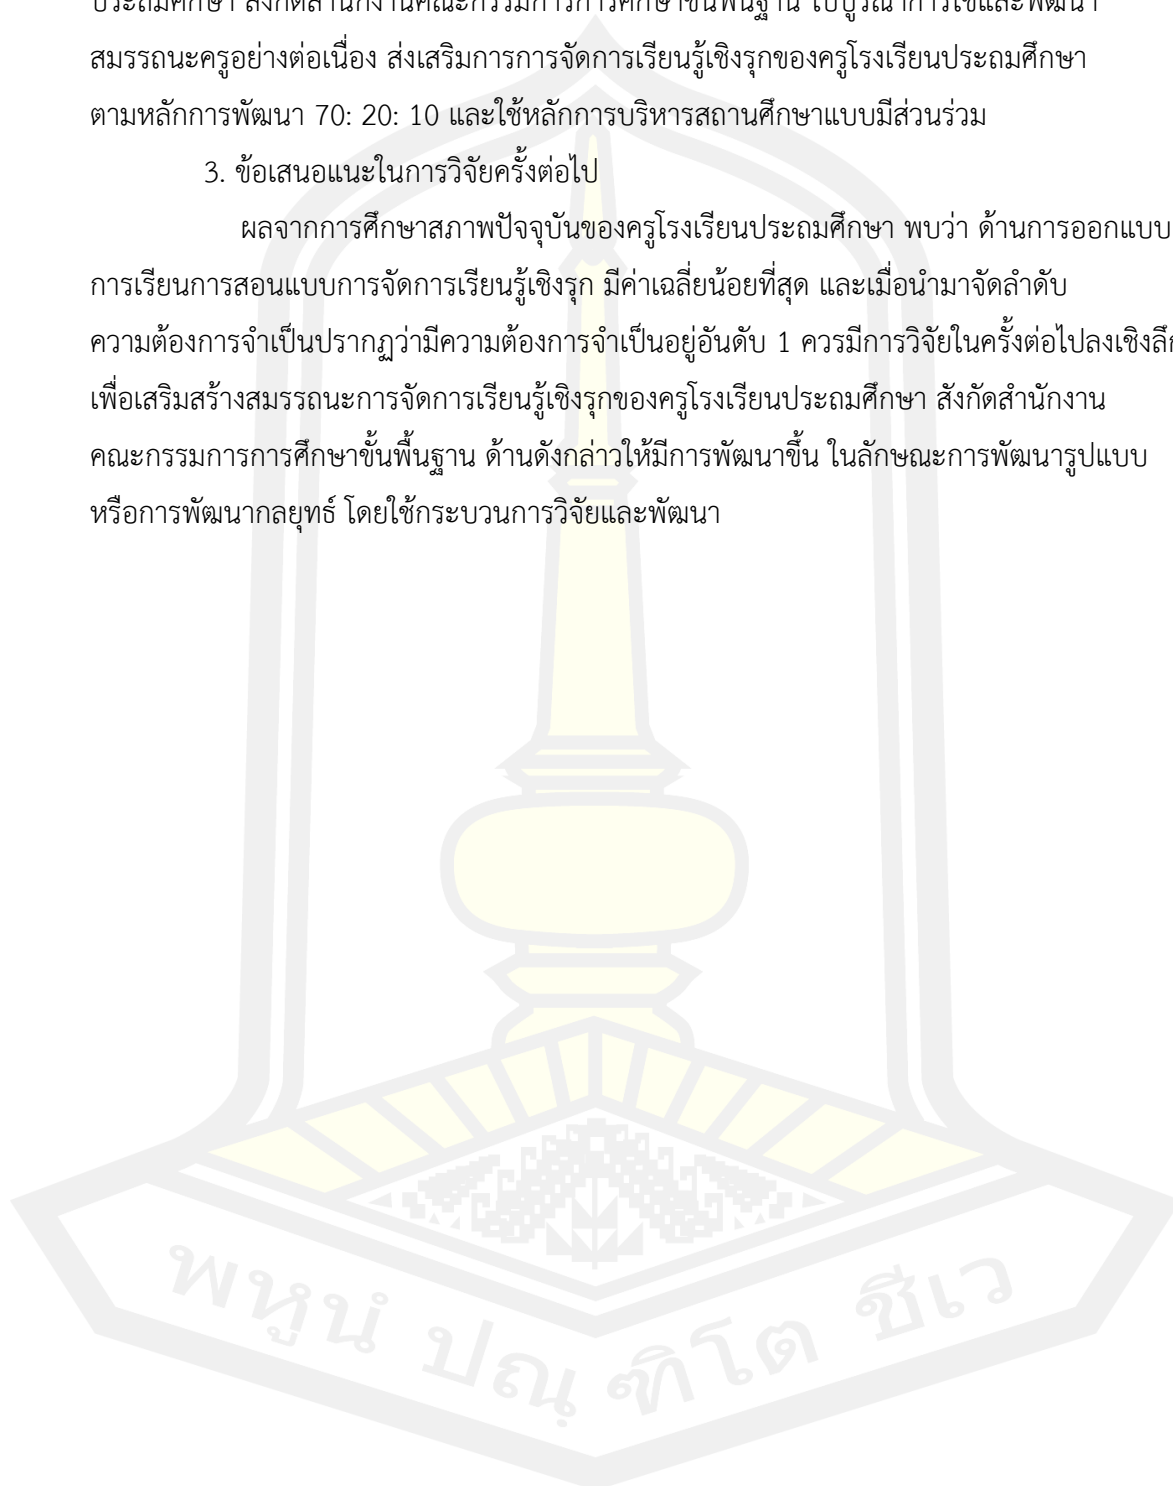 ประถมศึกษา สังกัดสำนักงานคณะกรรมการการศึกษาขั้นพื้นฐาน ไปบูรณาการใช้และพัฒนา
สมรรถนะครูอย่างต่อเนื่อง ส่งเสริมการการจัดการเรียนรู้เชิงรุกของครูโรงเรียนประถมศึกษา
ตามหลักการพัฒนา 70: 20: 10 และใช้หลักการบริหารสถานศึกษาแบบมีส่วนร่วม
3. ข้อเสนอแนะในการวิจัยครั้งต่อไป
ผลจากการศึกษาสภาพปัจจุบันของครูโรงเรียนประถมศึกษา พบว่า ด้านการออกแบบ
การเรียนการสอนแบบการจัดการเรียนรู้เชิงรุก มีค่าเฉลี่ยน้อยที่สุด และเมื่อนำมาจัดลำดับ
ความต้องการจำเป็นปรากฏว่ามีความต้องการจำเป็นอยู่อันดับ 1 ควรมีการวิจัยในครั้งต่อไปลงเชิงลึก
เพื่อเสริมสร้างสมรรถนะการจัดการเรียนรู้เชิงรุกของครูโรงเรียนประถมศึกษา สังกัดสำนักงาน
คณะกรรมการการศึกษาขั้นพื้นฐาน ด้านดังกล่าวให้มีการพัฒนาขึ้น ในลักษณะการพัฒนารูปแบบ
หรือการพัฒนากลยุทธ์ โดยใช้กระบวนการวิจัยและพัฒนา
พหูนํ ปณฺฑิโต ชีเว